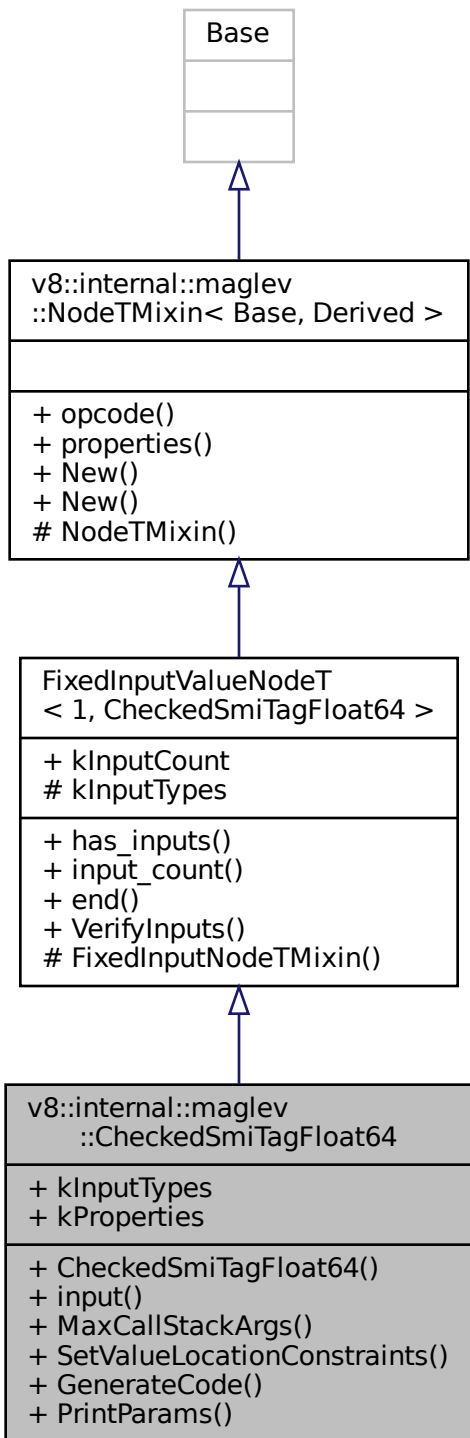 Base
v8::internal::maglev
::NodeTMixin< Base, Derived >
+ opcode()
+ properties()
+ New()
+ New()
# NodeTMixin()
FixedInputValueNodeT
< 1, CheckedSmiTagFloat64 >
+ kInputCount
# kInputTypes
+ has_inputs()
+ input_count()
+ end()
+ VerifyInputs()
# FixedInputNodeTMixin()
v8::internal::maglev
::CheckedSmiTagFloat64
+ kInputTypes
+ kProperties
+ CheckedSmiTagFloat64()
+ input()
+ MaxCallStackArgs()
+ SetValueLocationConstraints()
+ GenerateCode()
+ PrintParams()